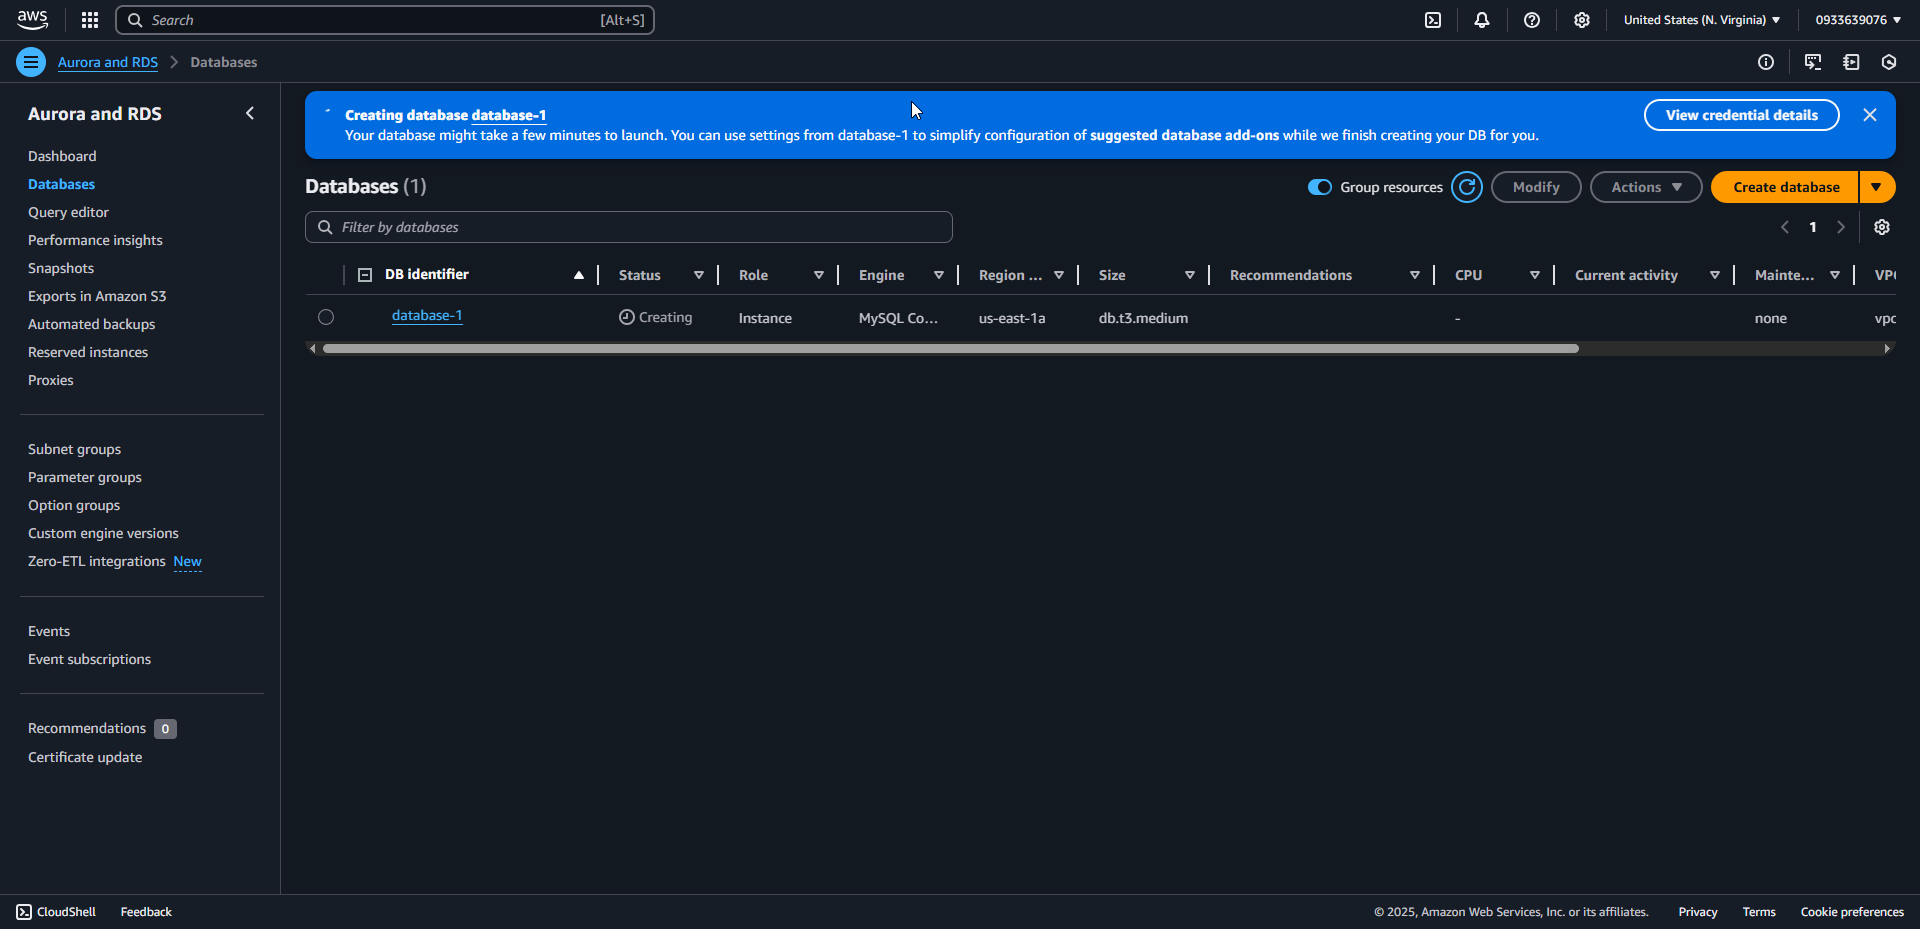 aws
Search [Alt+S]
United States (N. Virginia)
0933639076
Aurora and RDS
Databases
Aurora and RDS
Dashboard
Databases
Query editor
Performance insights
Snapshots
Exports in Amazon S3
Automated backups
Reserved instances
Proxies
Subnet groups
Parameter groups
Option groups
Custom engine versions
Zero-ETL integrations New
Events
Event subscriptions
Recommendations 0
Certificate update
Creating database database-1
Your database might take a few minutes to launch. You can use settings from database-1 to simplify configuration of suggested database add-ons while we finish creating your DB for you.
View credential details
Databases (1)
Group resources
Modify
Actions
Create database
Filter by databases
1
DB identifier Status Role Engine Region ... Size Recommendations CPU Current activity Mainte... VP
database-1 Creating Instance MySQL Co... us-east-1a db.t3.medium - none vpc
CloudShell
Feedback
© 2025, Amazon Web Services, Inc. or its affiliates.
Privacy
Terms
Cookie preferences